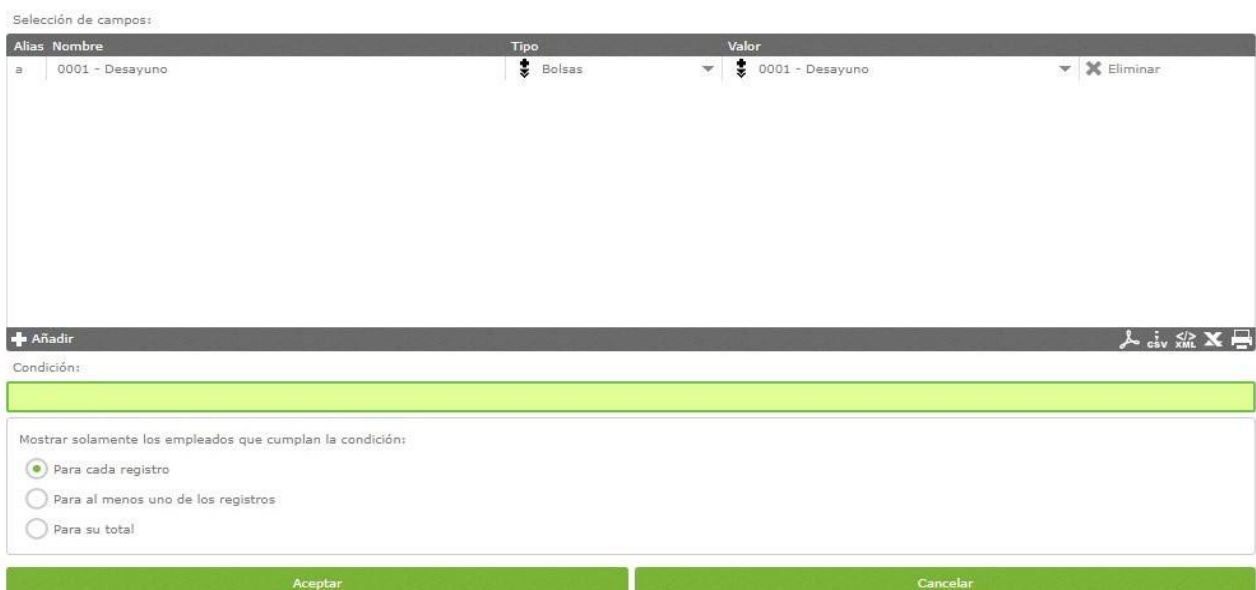 Selección de campos:
Alias Nombre Tipo Valor
a 0001 - Desayuno Bolsas 0001 - Desayuno Eliminar
Añadir CSV XML
Condición:
Mostrar solamente los empleados que cumplan la condición:
Para cada registro
Para al menos uno de los registros
Para su total
Aceptar Cancelar